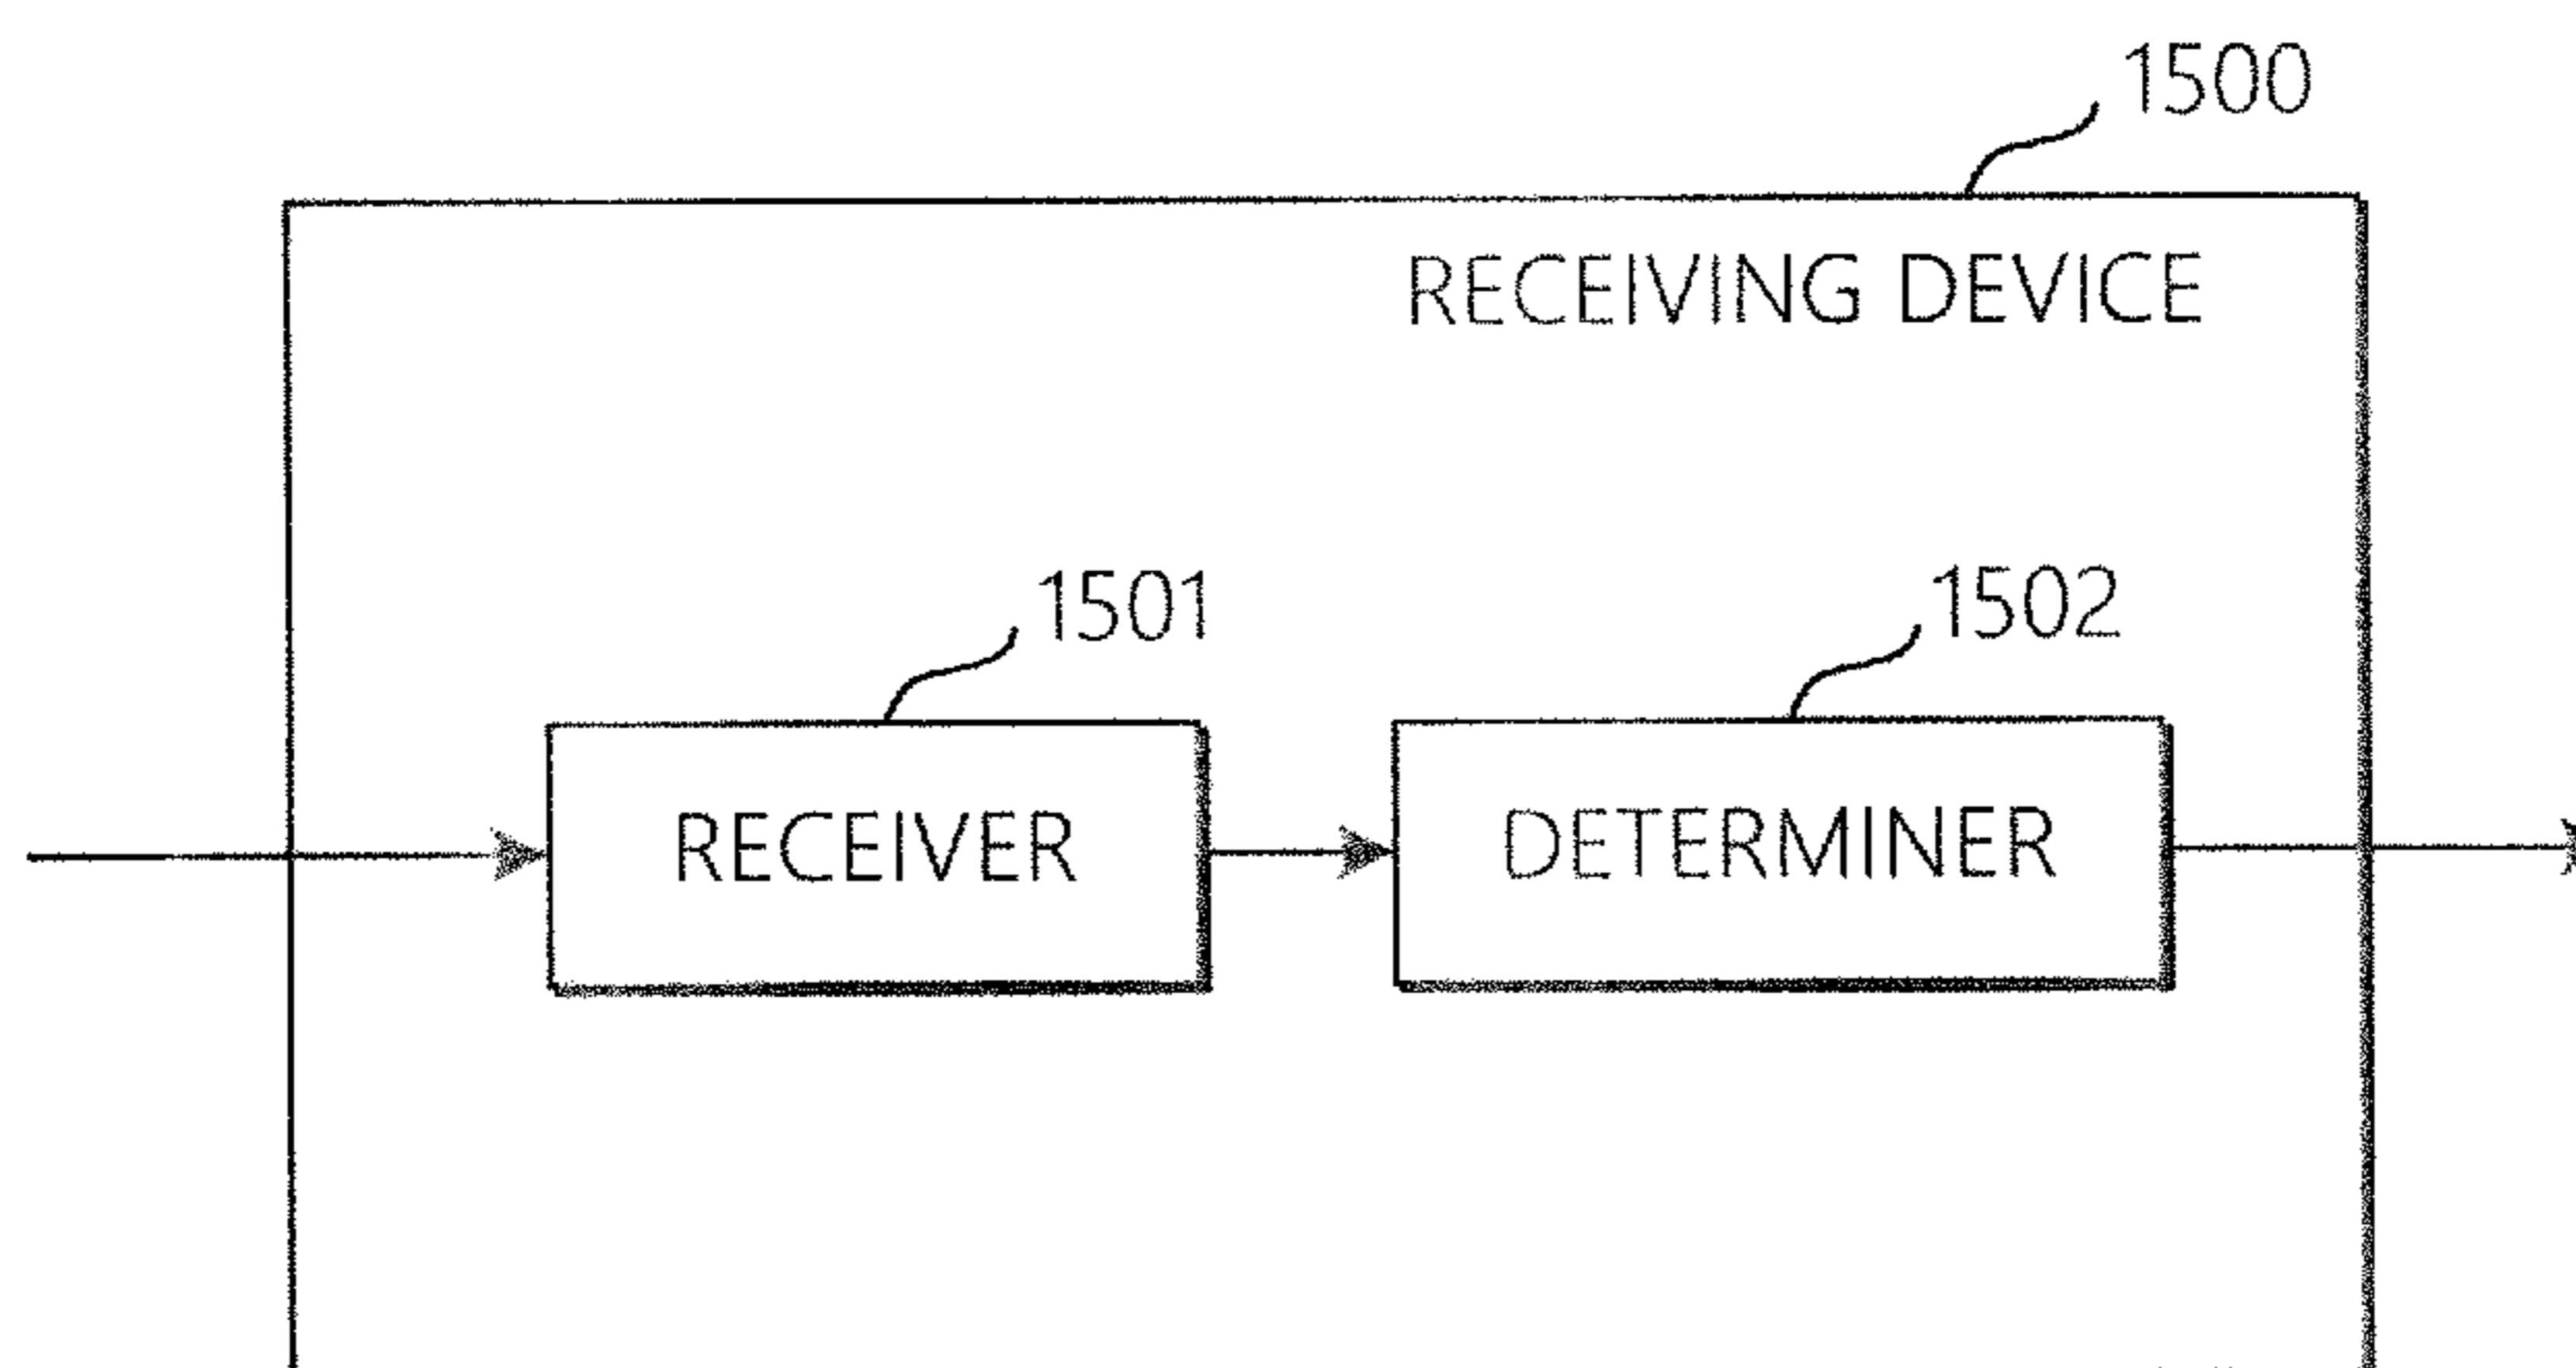 1500
RECEIVING DEVICE
1501
1502
RECEIVER
DETERMINER